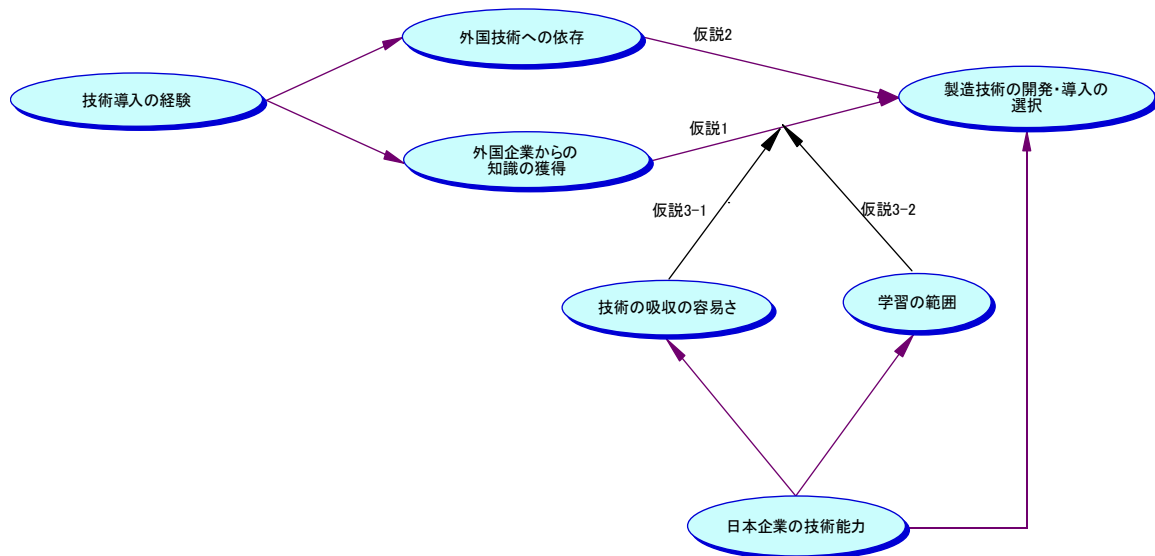 外国技術への依存
仮説2
技術導入の経験
製造技術の開発・導入の
選択
仮説1
外国企業からの
知識の獲得
仮説3-1
仮説3-2
技術の吸収の容易さ
学習の範囲
日本企業の技術能力